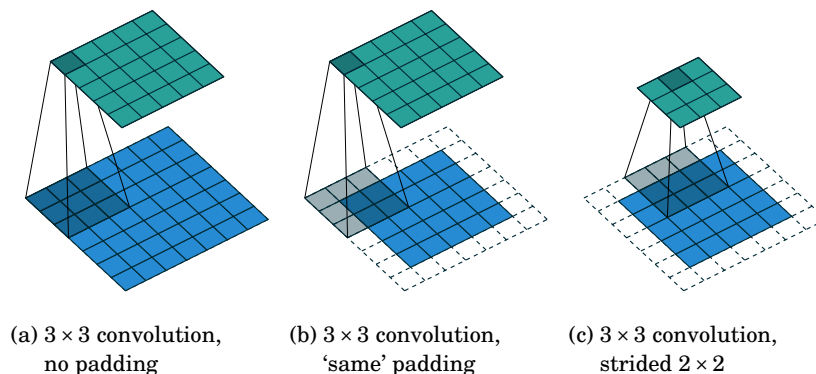 (a) 3 × 3 convolution,
no padding
(b) 3 × 3 convolution,
‘same’ padding
(c) 3 × 3 convolution,
strided 2 × 2